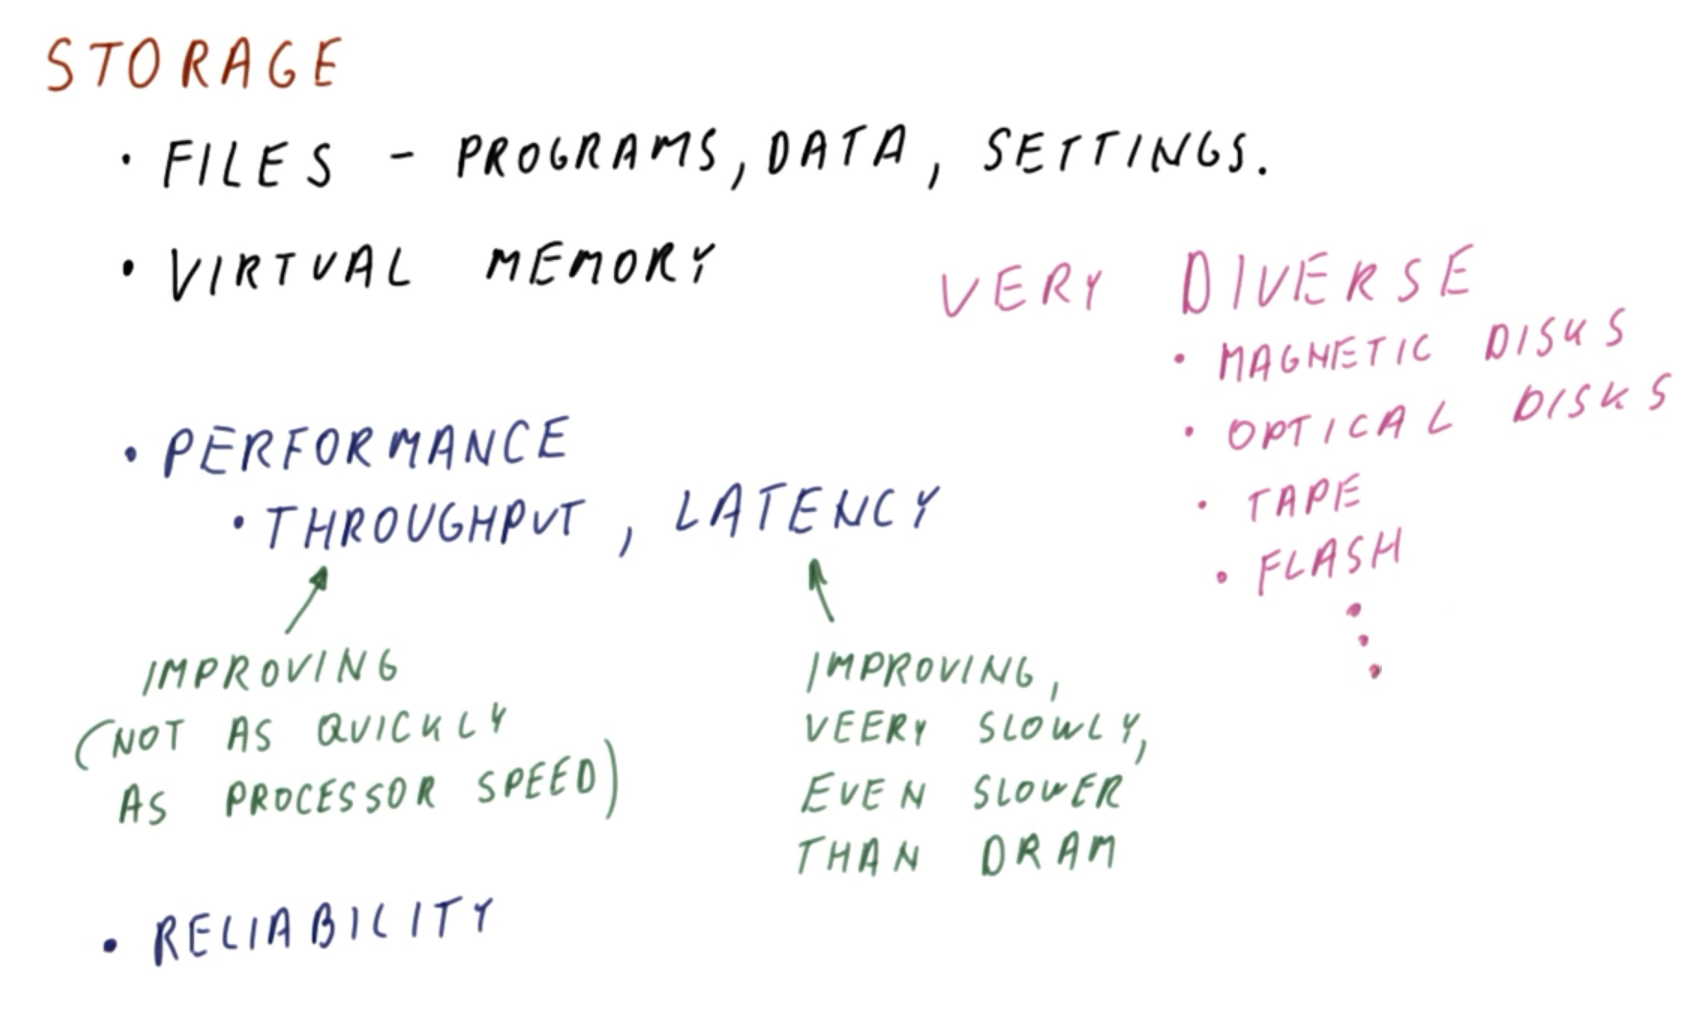 STORAGE
• FILES - PROGRAMS, DATA, SETTINGS.
• VIRTUAL MEMORY
VERY DIVERSE
• MAGNETIC DISKS
• OPTICAL DISKS
• TAPE
• FLASH
• PERFORMANCE
• THROUGHPUT, LATENCY
IMPROVING
(NOT AS QUICKLY
AS PROCESSOR SPEED)
IMPROVING,
VEERY SLOWLY,
EVEN SLOWER
THAN DRAM
• RELIABILITY